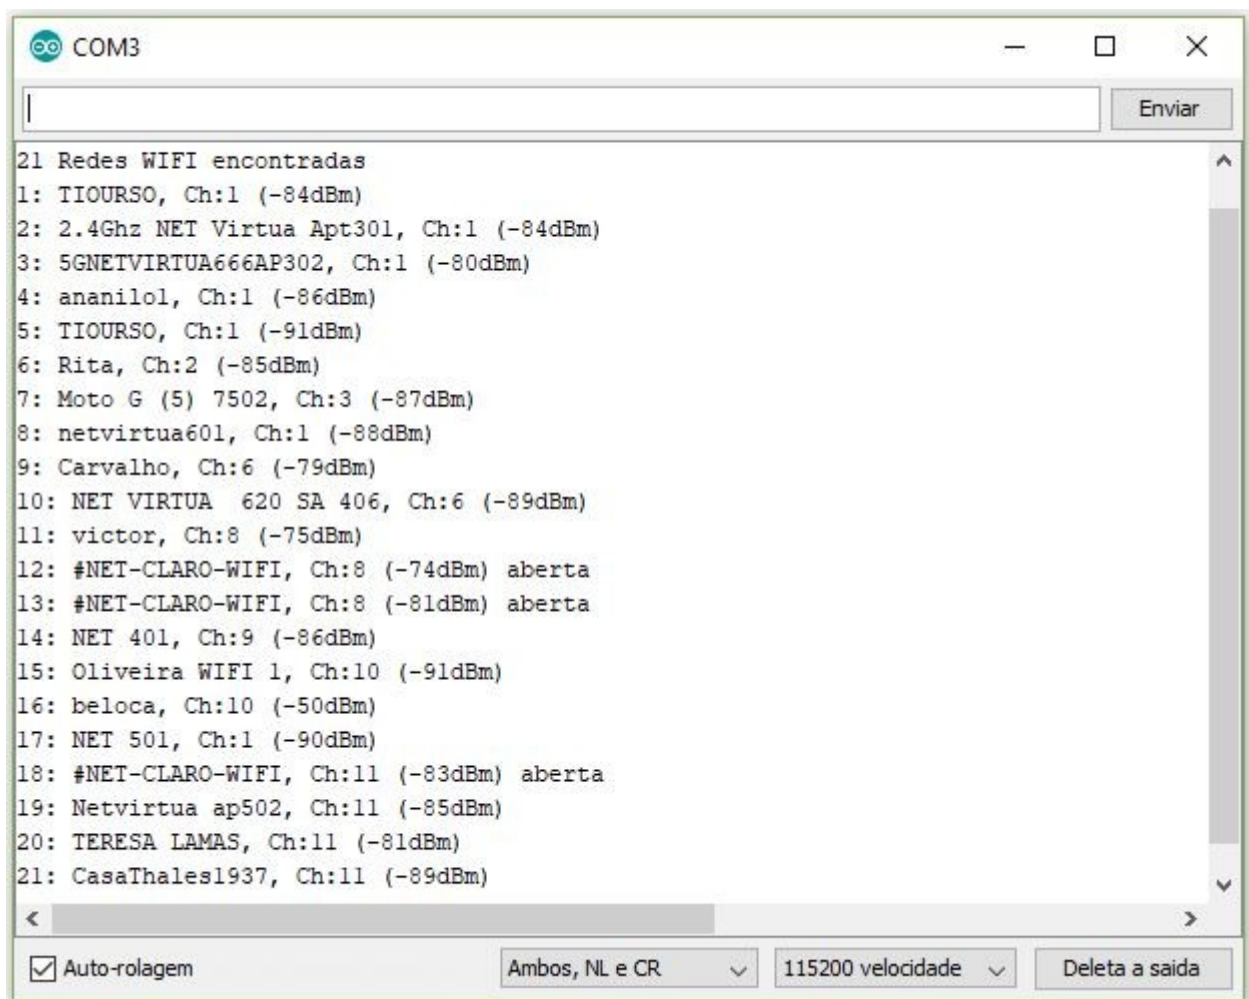 COM3
Enviar
21 Redes WIFI encontradas
1: TIOURSO, Ch:1 (-84dBm)
2: 2.4Ghz NET Virtua Apt301, Ch:1 (-84dBm)
3: 5GNETVIRTUA666AP302, Ch:1 (-80dBm)
4: ananilo1, Ch:1 (-86dBm)
5: TIOURSO, Ch:1 (-91dBm)
6: Rita, Ch:2 (-85dBm)
7: Moto G (5) 7502, Ch:3 (-87dBm)
8: netvirtua601, Ch:1 (-88dBm)
9: Carvalho, Ch:6 (-79dBm)
10: NET VIRTUA  620 SA 406, Ch:6 (-89dBm)
11: victor, Ch:8 (-75dBm)
12: #NET-CLARO-WIFI, Ch:8 (-74dBm) aberta
13: #NET-CLARO-WIFI, Ch:8 (-81dBm) aberta
14: NET 401, Ch:9 (-86dBm)
15: Oliveira WIFI 1, Ch:10 (-91dBm)
16: beloca, Ch:10 (-50dBm)
17: NET 501, Ch:1 (-90dBm)
18: #NET-CLARO-WIFI, Ch:11 (-83dBm) aberta
19: Netvirtua ap502, Ch:11 (-85dBm)
20: TERESA LAMAS, Ch:11 (-81dBm)
21: CasaThales1937, Ch:11 (-89dBm)
Auto-rolagem Ambos, NL e CR 115200 velocidade Deleta a saida